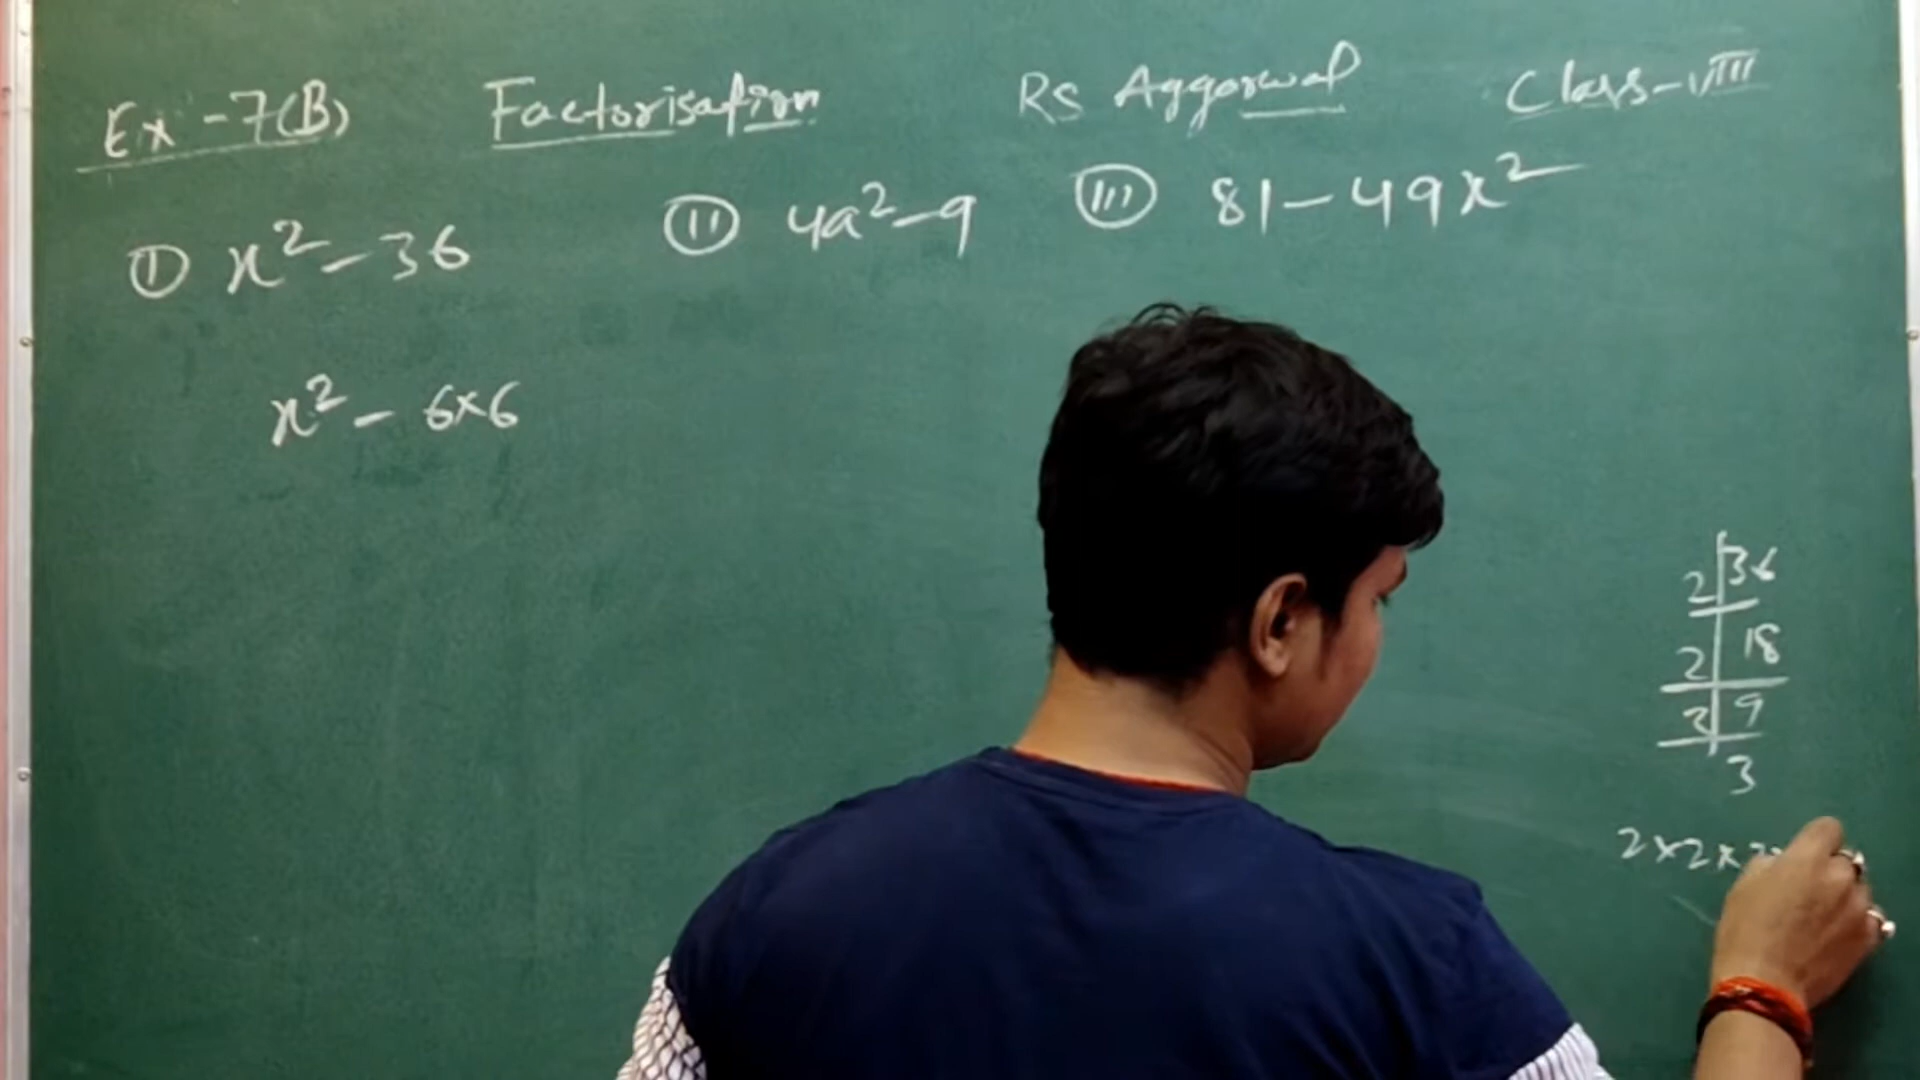 Ex - 7(B) Factorisation RS Aggarwal Class - VIII
(I) x² - 36 (II) 4a² - 9 (III) 81 - 49x²
x² - 6×6
2 | 36
2 | 18
3 | 9
3
2×2×3×